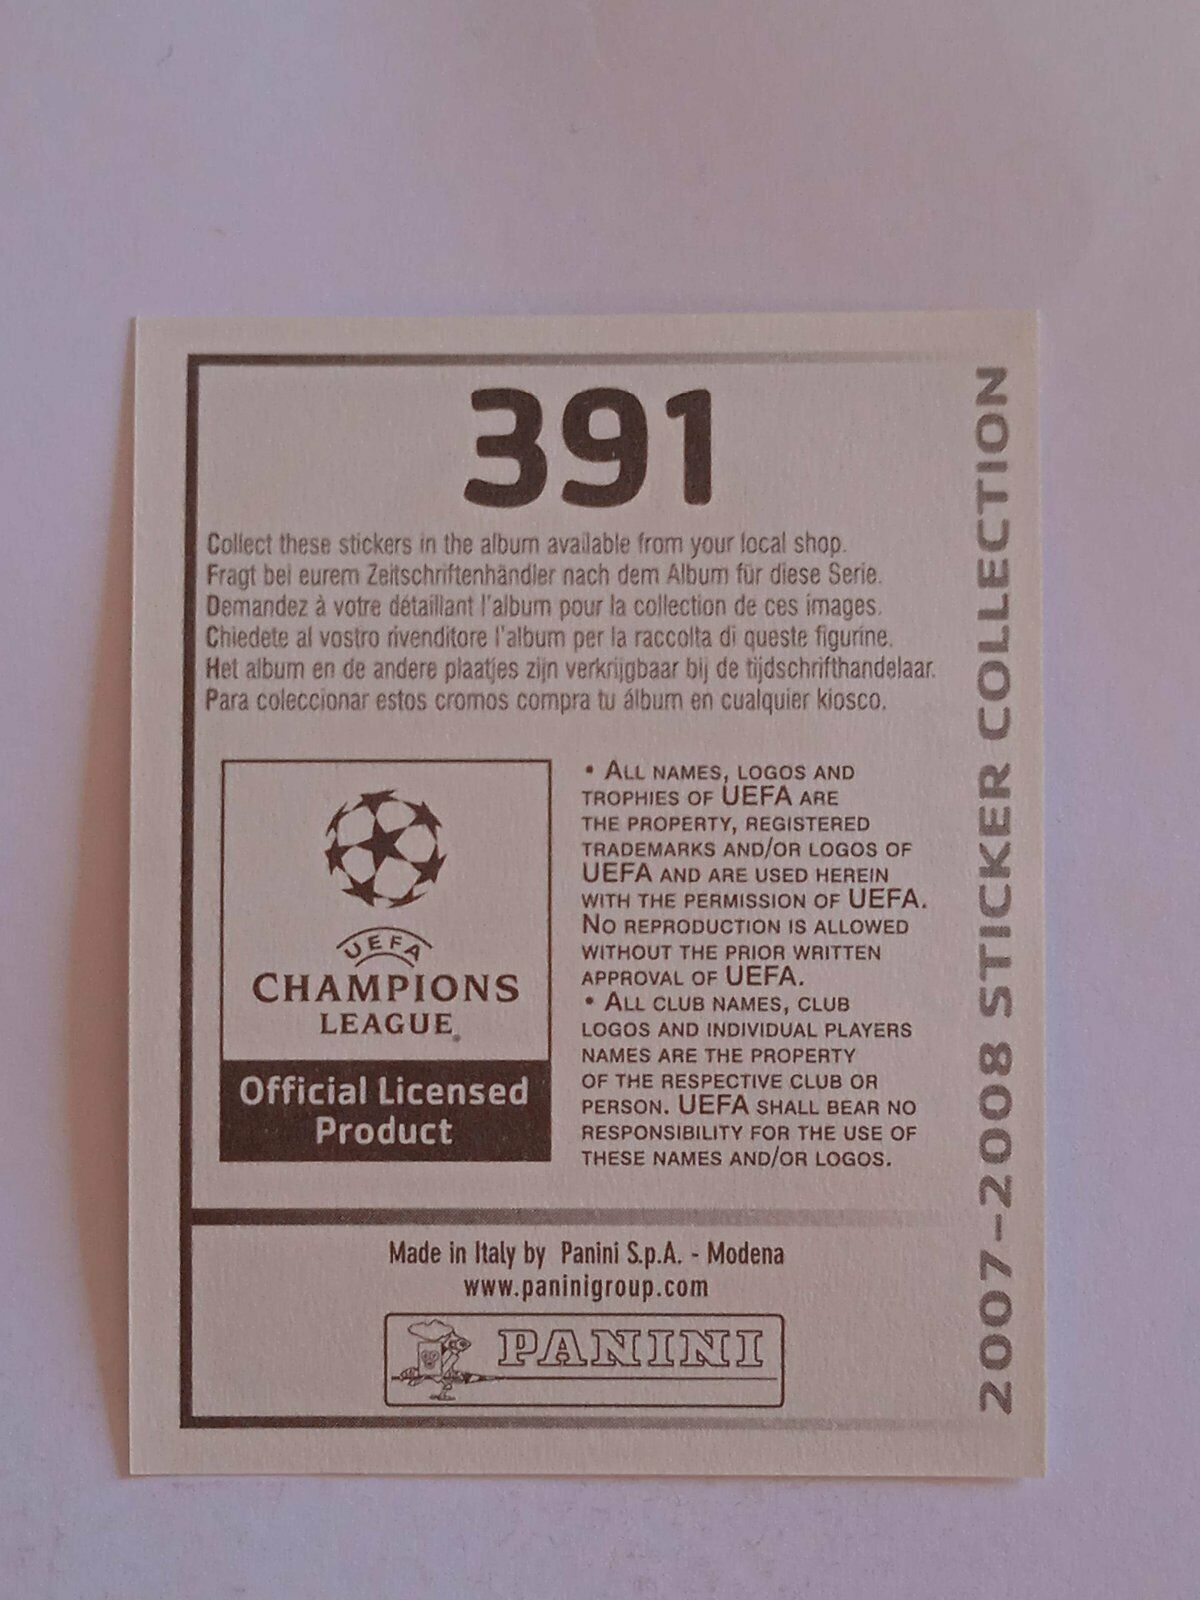 391
Collect these stickers in the album available from your local shop.
Fragt bei eurem Zeitschriftenhändler nach dem Album für diese Serie.
Demandez à votre détaillant l'album pour la collection de ces images.
Chiedete al vostro rivenditore l'album per la raccolta di queste figurine.
Het album en de andere plaatjes zijn verkrijgbaar bij de tijdschrifthandelaar.
Para coleccionar estos cromos compra tu álbum en cualquier kiosco.
UEFA
CHAMPIONS
LEAGUE®
Official Licensed
Product
• ALL NAMES, LOGOS AND
TROPHIES OF UEFA ARE
THE PROPERTY, REGISTERED
TRADEMARKS AND/OR LOGOS OF
UEFA AND ARE USED HEREIN
WITH THE PERMISSION OF UEFA.
NO REPRODUCTION IS ALLOWED
WITHOUT THE PRIOR WRITTEN
APPROVAL OF UEFA.
• ALL CLUB NAMES, CLUB
LOGOS AND INDIVIDUAL PLAYERS
NAMES ARE THE PROPERTY
OF THE RESPECTIVE CLUB OR
PERSON. UEFA SHALL BEAR NO
RESPONSIBILITY FOR THE USE OF
THESE NAMES AND/OR LOGOS.
Made in Italy by Panini S.p.A. - Modena
www.paninigroup.com
PANINI
2007-2008 STICKER COLLECTION